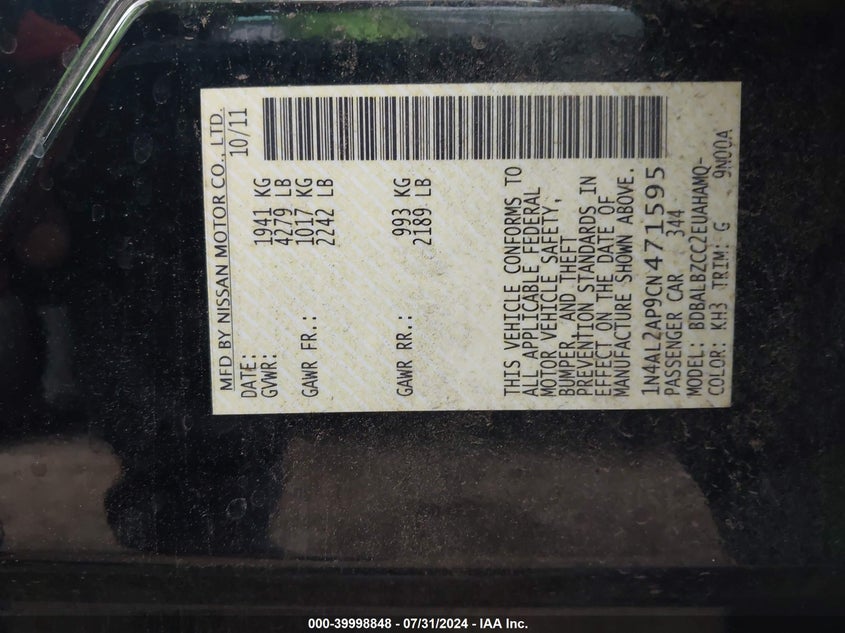 MFD BY NISSAN MOTOR CO., LTD.
DATE: 10/11
GVWR: 1941 KG
4279 LB
GAWR FR.: 1017 KG
2242 LB
GAWR RR.: 993 KG
2189 LB
THIS VEHICLE CONFORMS TO
ALL APPLICABLE FEDERAL
MOTOR VEHICLE SAFETY,
BUMPER, AND THEFT
PREVENTION STANDARDS IN
EFFECT ON THE DATE OF
MANUFACTURE SHOWN ABOVE.
1N4AL2AP9CN471595
PASSENGER CAR 344
MODEL: BDBALBZCCC2EUAHAMQ-
COLOR: KH3 TRIM: G 9N00A
000-39998848 - 07/31/2024 - IAA Inc.